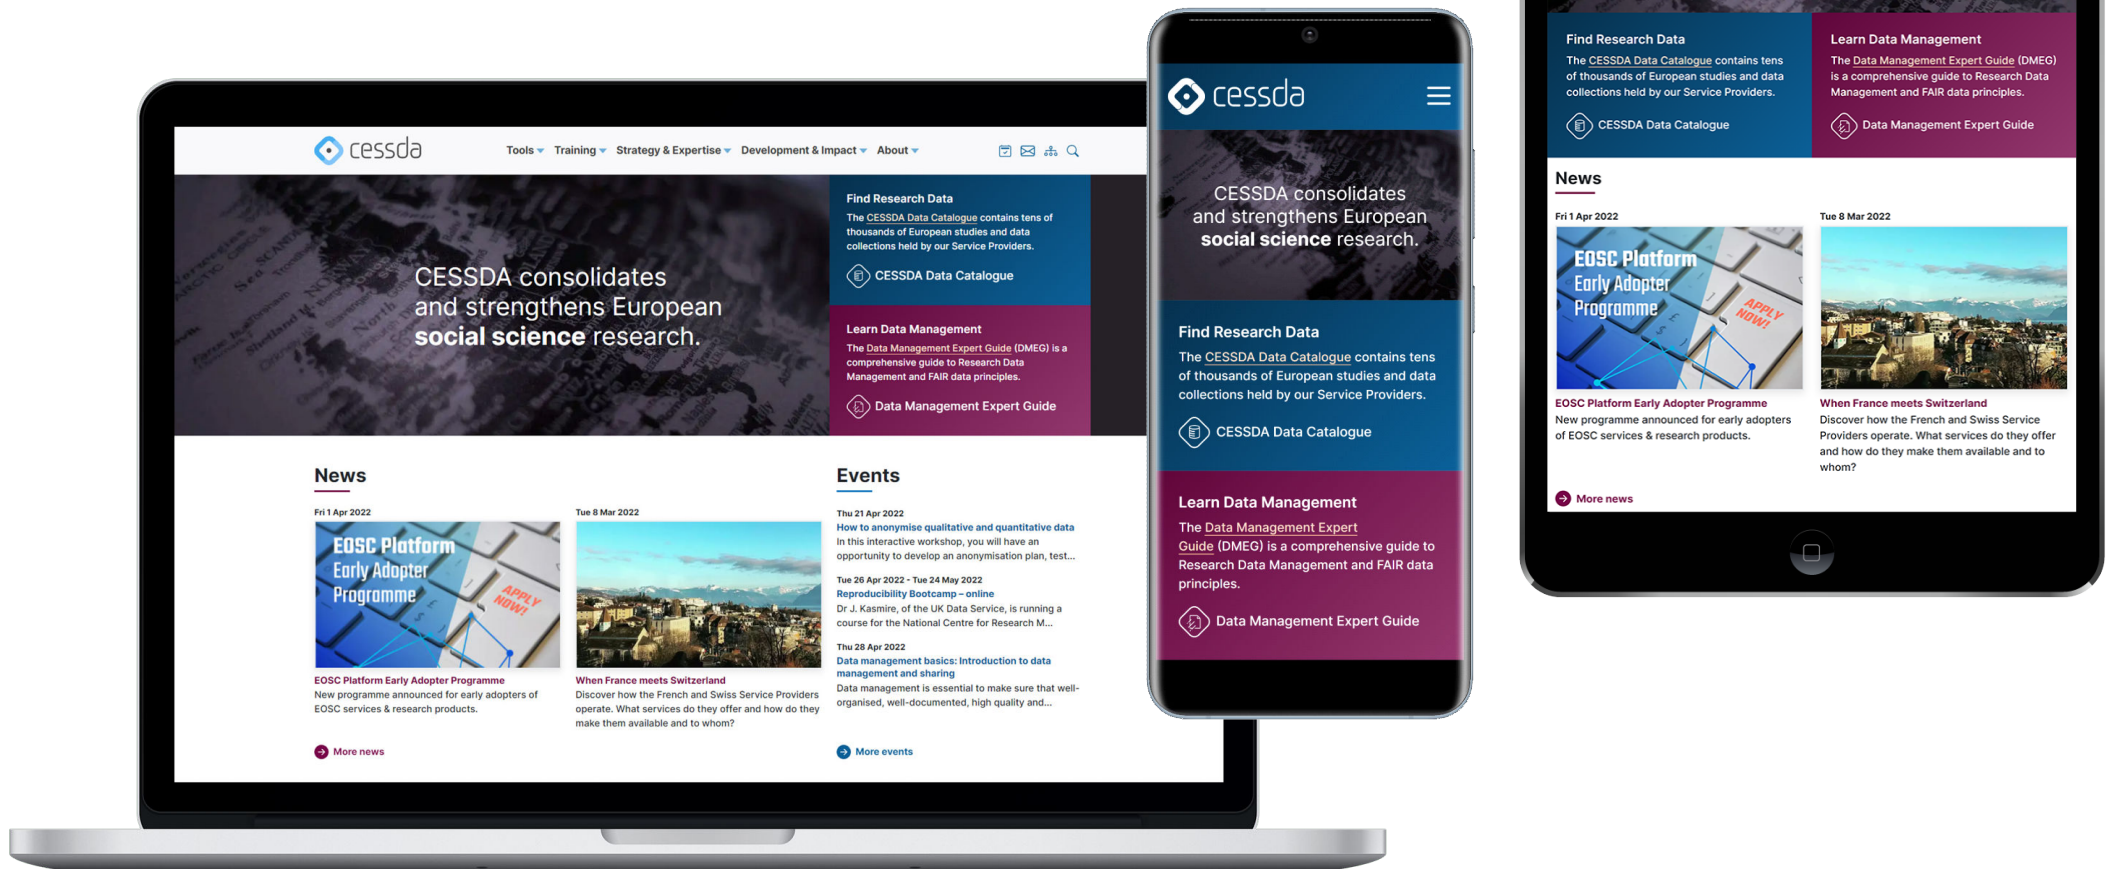 cessda
Tools Training Strategy & Expertise Development & Impact About
CESSDA consolidates
and strengthens European
social science research.
Find Research Data
The CESSDA Data Catalogue contains tens of
thousands of European studies and data
collections held by our Service Providers.
CESSDA Data Catalogue
Learn Data Management
The Data Management Expert Guide (DMEG) is a
comprehensive guide to Research Data
Management and FAIR data principles.
Data Management Expert Guide
News
Fri 1 Apr 2022
EOSC Platform
Early Adopter
Programme
APPLY
NOW!
EOSC Platform Early Adopter Programme
New programme announced for early adopters of
EOSC services & research products.
Tue 8 Mar 2022
When France meets Switzerland
Discover how the French and Swiss Service Providers
operate. What services do they offer and how do they
make them available and to whom?
More news
Events
Thu 21 Apr 2022
How to anonymise qualitative and quantitative data
In this interactive workshop, you will have an
opportunity to develop an anonymisation plan, test...
Tue 26 Apr 2022 - Tue 24 May 2022
Reproducibility Bootcamp – online
Dr J. Kasmire, of the UK Data Service, is running a
course for the National Centre for Research M...
Thu 28 Apr 2022
Data management basics: Introduction to data
management and sharing
Data management is essential to make sure that well-
organised, well-documented, high quality and...
More events
cessda
CESSDA consolidates
and strengthens European
social science research.
Find Research Data
The CESSDA Data Catalogue contains tens
of thousands of European studies and data
collections held by our Service Providers.
CESSDA Data Catalogue
Learn Data Management
The Data Management Expert
Guide (DMEG) is a comprehensive guide to
Research Data Management and FAIR data
principles.
Data Management Expert Guide
Find Research Data
The CESSDA Data Catalogue contains tens
of thousands of European studies and data
collections held by our Service Providers.
CESSDA Data Catalogue
Learn Data Management
The Data Management Expert Guide (DMEG)
is a comprehensive guide to Research Data
Management and FAIR data principles.
Data Management Expert Guide
News
Fri 1 Apr 2022
EOSC Platform
Early Adopter
Programme
APPLY
NOW!
EOSC Platform Early Adopter Programme
New programme announced for early adopters
of EOSC services & research products.
Tue 8 Mar 2022
When France meets Switzerland
Discover how the French and Swiss Service
Providers operate. What services do they offer
and how do they make them available and to
whom?
More news